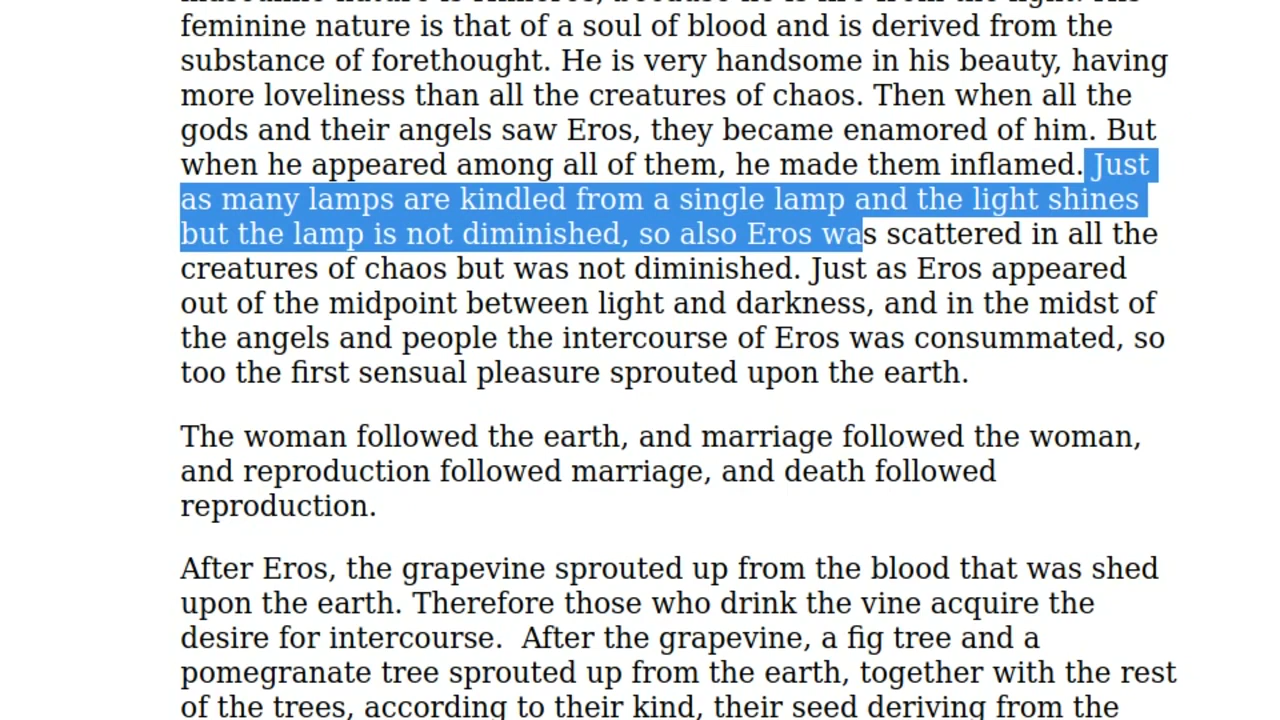 feminine nature is that of a soul of blood and is derived from the
substance of forethought. He is very handsome in his beauty, having
more loveliness than all the creatures of chaos. Then when all the
gods and their angels saw Eros, they became enamored of him. But
when he appeared among all of them, he made them inflamed. Just
as many lamps are kindled from a single lamp and the light shines
but the lamp is not diminished, so also Eros was scattered in all the
creatures of chaos but was not diminished. Just as Eros appeared
out of the midpoint between light and darkness, and in the midst of
the angels and people the intercourse of Eros was consummated, so
too the first sensual pleasure sprouted upon the earth.
The woman followed the earth, and marriage followed the woman,
and reproduction followed marriage, and death followed
reproduction.
After Eros, the grapevine sprouted up from the blood that was shed
upon the earth. Therefore those who drink the vine acquire the
desire for intercourse.  After the grapevine, a fig tree and a
pomegranate tree sprouted up from the earth, together with the rest
of the trees, according to their kind, their seed deriving from the